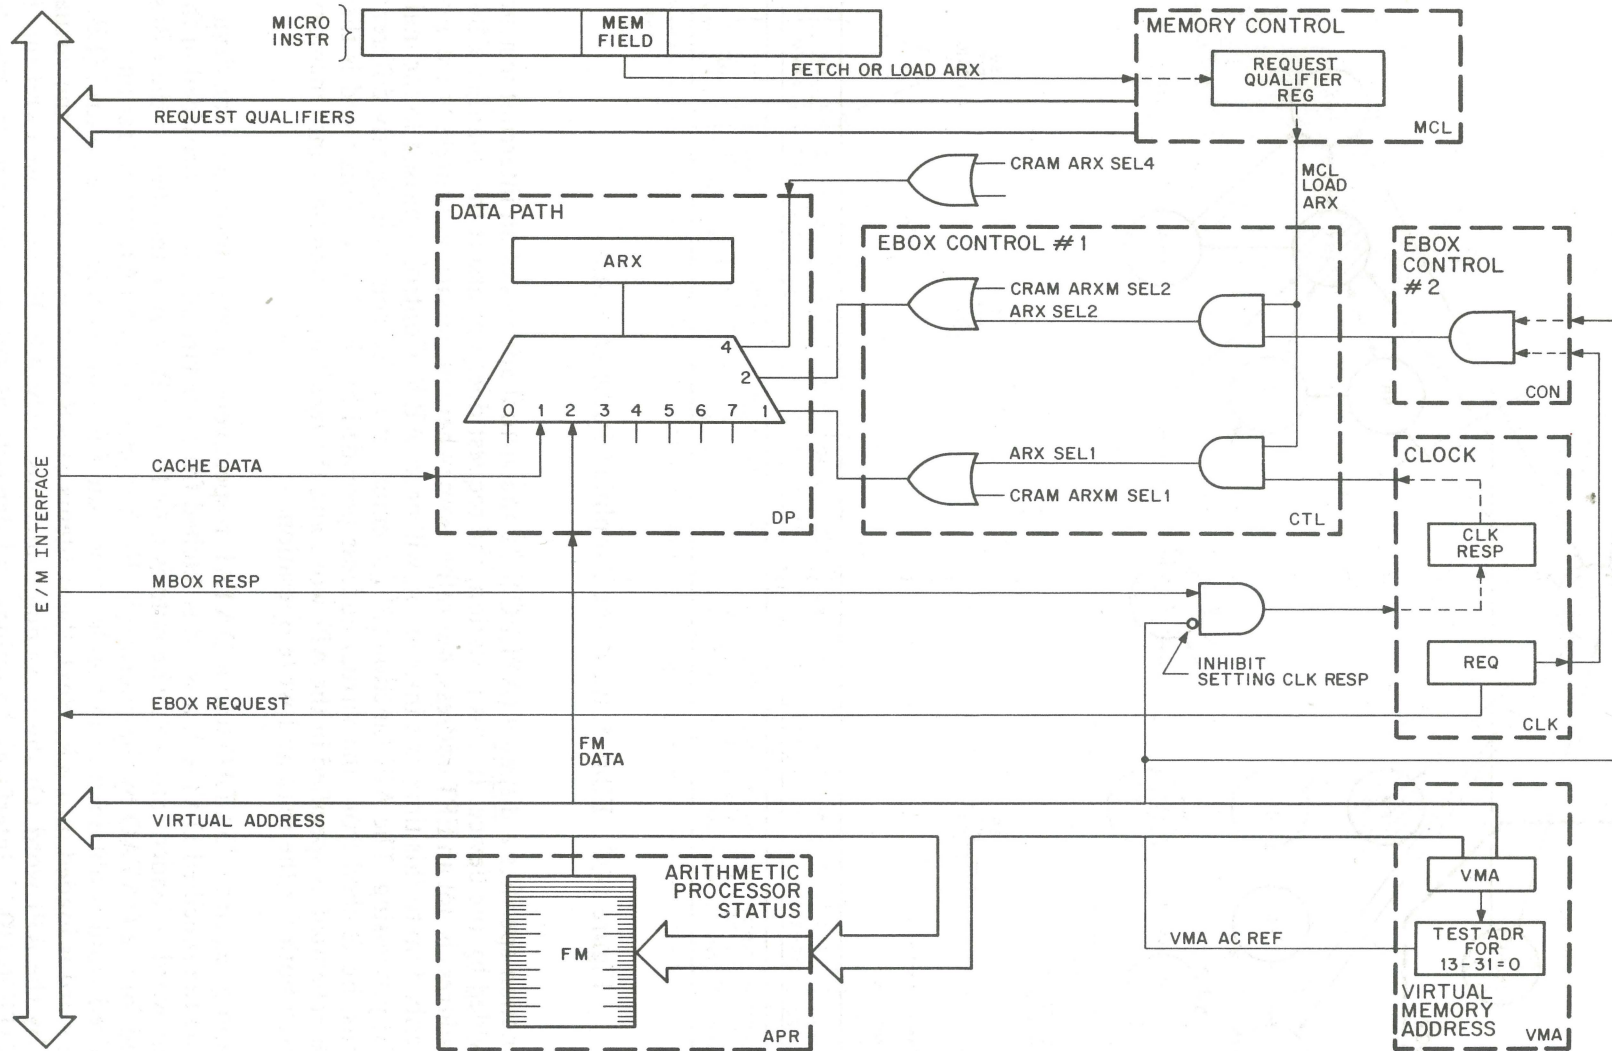 MICRO
INSTR
MEM
FIELD
FETCH OR LOAD ARX
MEMORY CONTROL
REQUEST
QUALIFIER
REG
MCL
REQUEST QUALIFIERS
CRAM ARX SEL4
MCL
LOAD
ARX
DATA PATH
ARX
4
2
0 1 2 3 4 5 6 7 1
DP
EBOX CONTROL #1
CRAM ARXM SEL2
ARX SEL2
ARX SEL1
CRAM ARXM SEL1
CTL
EBOX
CONTROL
#2
CON
CACHE DATA
E/M INTERFACE
CLOCK
CLK
RESP
REQ
CLK
MBOX RESP
INHIBIT
SETTING CLK RESP
EBOX REQUEST
FM
DATA
VIRTUAL ADDRESS
ARITHMETIC
PROCESSOR
STATUS
FM
APR
VMA AC REF
VMA
TEST ADR
FOR
13-31=0
VIRTUAL
MEMORY
ADDRESS
VMA